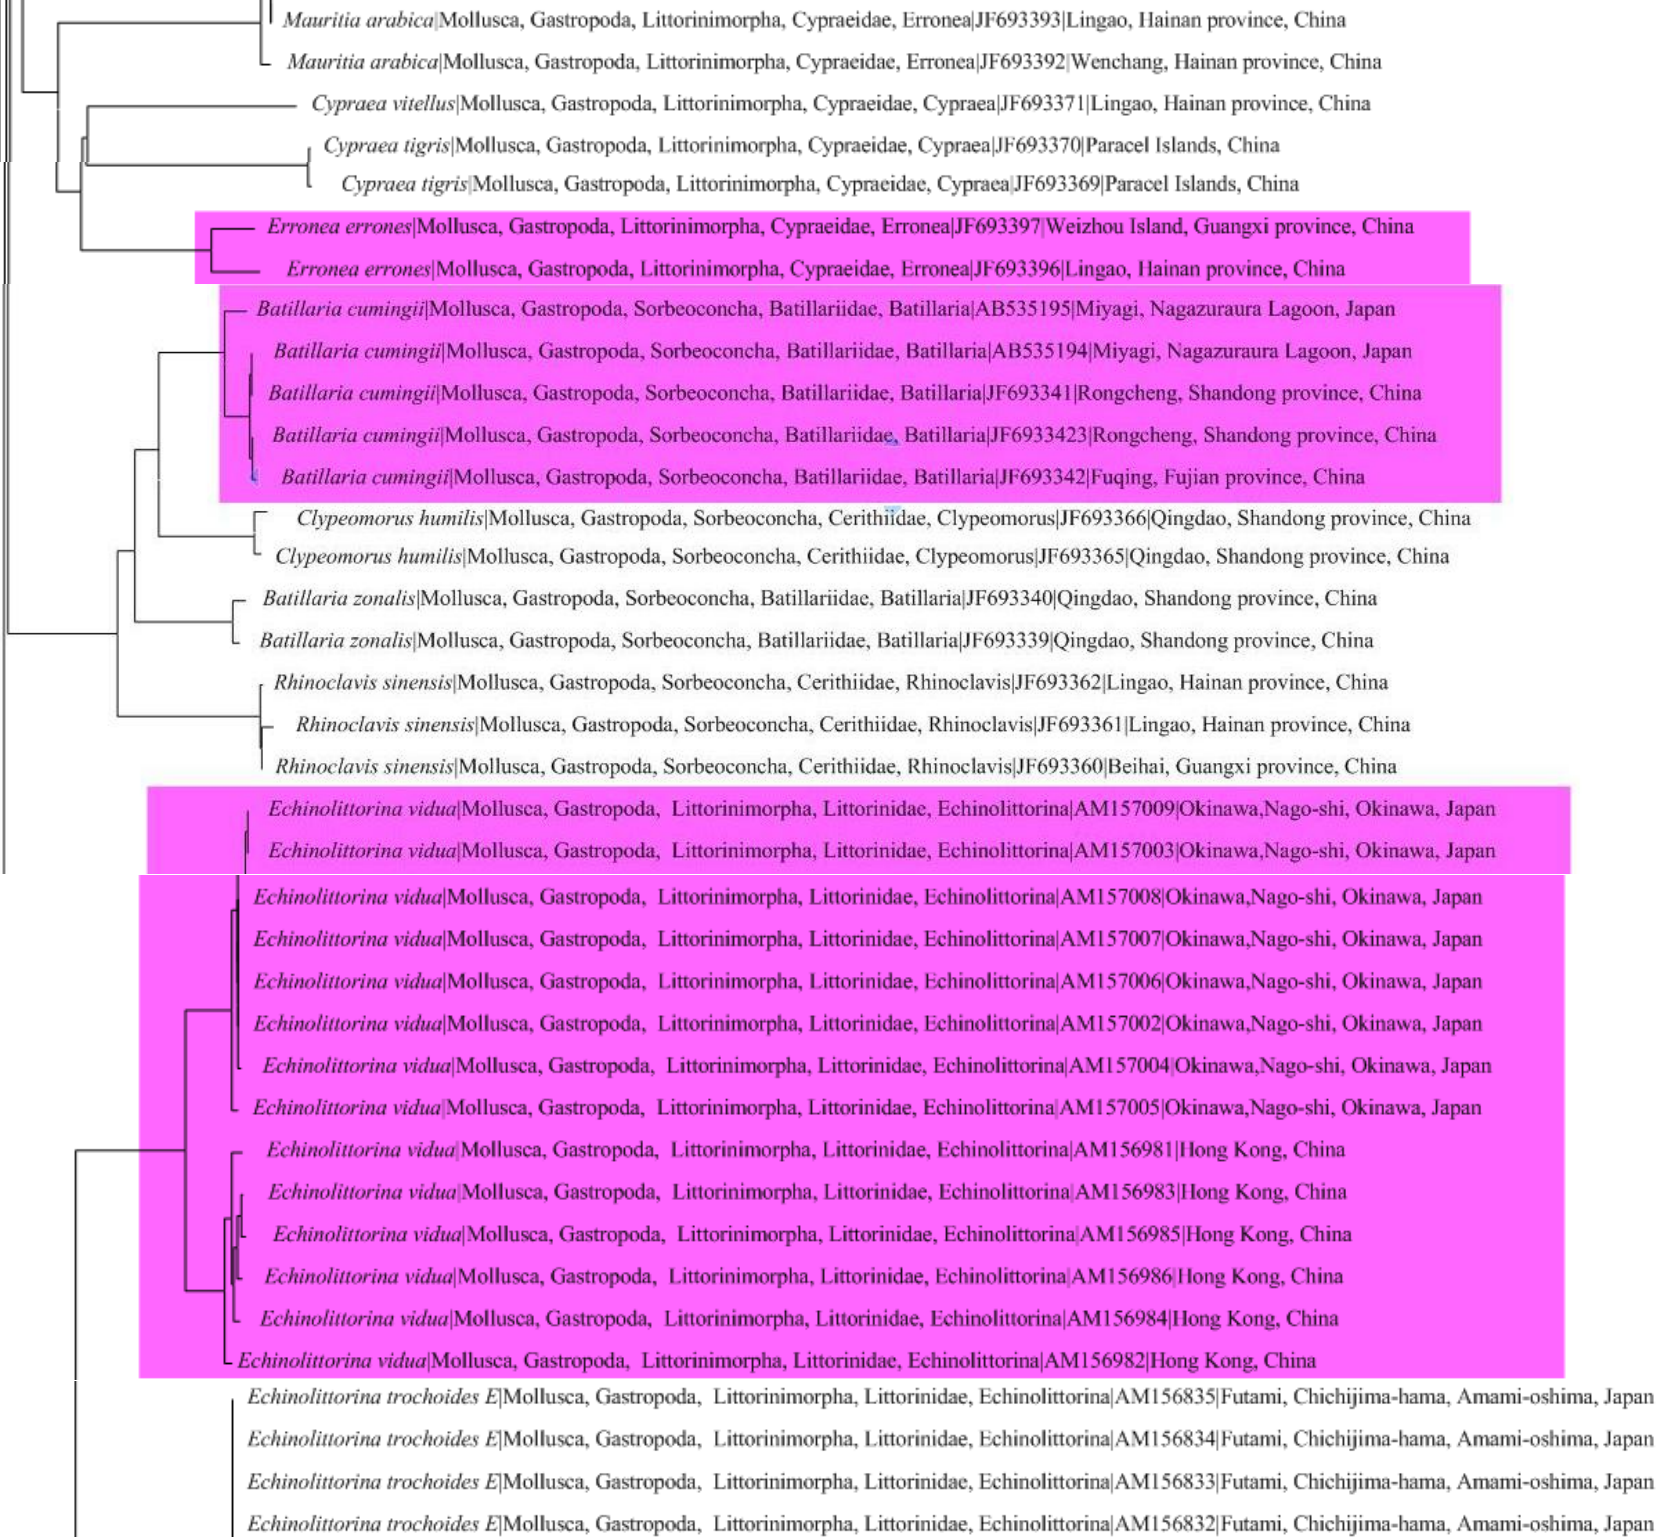 Mauritia arabica|Mollusca, Gastropoda, Littorinimorpha, Cypraeidae, Erronea|JF693393|Lingao, Hainan province, China
Mauritia arabica|Mollusca, Gastropoda, Littorinimorpha, Cypraeidae, Erronea|JF693392|Wenchang, Hainan province, China
Cypraea vitellus|Mollusca, Gastropoda, Littorinimorpha, Cypraeidae, Cypraea|JF693371|Lingao, Hainan province, China
Cypraea tigris|Mollusca, Gastropoda, Littorinimorpha, Cypraeidae, Cypraea|JF693370|Paracel Islands, China
Cypraea tigris|Mollusca, Gastropoda, Littorinimorpha, Cypraeidae, Cypraea|JF693369|Paracel Islands, China
Erronea errones|Mollusca, Gastropoda, Littorinimorpha, Cypraeidae, Erronea|JF693397|Weizhou Island, Guangxi province, China
Erronea errones|Mollusca, Gastropoda, Littorinimorpha, Cypraeidae, Erronea|JF693396|Lingao, Hainan province, China
Batillaria cumingii|Mollusca, Gastropoda, Sorbeoconcha, Batillariidae, Batillaria|AB535195|Miyagi, Nagazuraura Lagoon, Japan
Batillaria cumingii|Mollusca, Gastropoda, Sorbeoconcha, Batillariidae, Batillaria|AB535194|Miyagi, Nagazuraura Lagoon, Japan
Batillaria cumingii|Mollusca, Gastropoda, Sorbeoconcha, Batillariidae, Batillaria|JF693341|Rongcheng, Shandong province, China
Batillaria cumingii|Mollusca, Gastropoda, Sorbeoconcha, Batillariidae, Batillaria|JF6933423|Rongcheng, Shandong province, China
Batillaria cumingii|Mollusca, Gastropoda, Sorbeoconcha, Batillariidae, Batillaria|JF693342|Fuqing, Fujian province, China
Clypeomorus humilis|Mollusca, Gastropoda, Sorbeoconcha, Cerithiidae, Clypeomorus|JF693366|Qingdao, Shandong province, China
Clypeomorus humilis|Mollusca, Gastropoda, Sorbeoconcha, Cerithiidae, Clypeomorus|JF693365|Qingdao, Shandong province, China
Batillaria zonalis|Mollusca, Gastropoda, Sorbeoconcha, Batillariidae, Batillaria|JF693340|Qingdao, Shandong province, China
Batillaria zonalis|Mollusca, Gastropoda, Sorbeoconcha, Batillariidae, Batillaria|JF693339|Qingdao, Shandong province, China
Rhinoclavis sinensis|Mollusca, Gastropoda, Sorbeoconcha, Cerithiidae, Rhinoclavis|JF693362|Lingao, Hainan province, China
Rhinoclavis sinensis|Mollusca, Gastropoda, Sorbeoconcha, Cerithiidae, Rhinoclavis|JF693361|Lingao, Hainan province, China
Rhinoclavis sinensis|Mollusca, Gastropoda, Sorbeoconcha, Cerithiidae, Rhinoclavis|JF693360|Beihai, Guangxi province, China
Echinolittorina vidua|Mollusca, Gastropoda, Littorinimorpha, Littorinidae, Echinolittorina|AM157009|Okinawa,Nago-shi, Okinawa, Japan
Echinolittorina vidua|Mollusca, Gastropoda, Littorinimorpha, Littorinidae, Echinolittorina|AM157003|Okinawa,Nago-shi, Okinawa, Japan
Echinolittorina vidua|Mollusca, Gastropoda, Littorinimorpha, Littorinidae, Echinolittorina|AM157008|Okinawa,Nago-shi, Okinawa, Japan
Echinolittorina vidua|Mollusca, Gastropoda, Littorinimorpha, Littorinidae, Echinolittorina|AM157007|Okinawa,Nago-shi, Okinawa, Japan
Echinolittorina vidua|Mollusca, Gastropoda, Littorinimorpha, Littorinidae, Echinolittorina|AM157006|Okinawa,Nago-shi, Okinawa, Japan
Echinolittorina vidua|Mollusca, Gastropoda, Littorinimorpha, Littorinidae, Echinolittorina|AM157002|Okinawa,Nago-shi, Okinawa, Japan
Echinolittorina vidua|Mollusca, Gastropoda, Littorinimorpha, Littorinidae, Echinolittorina|AM157004|Okinawa,Nago-shi, Okinawa, Japan
Echinolittorina vidua|Mollusca, Gastropoda, Littorinimorpha, Littorinidae, Echinolittorina|AM157005|Okinawa,Nago-shi, Okinawa, Japan
Echinolittorina vidua|Mollusca, Gastropoda, Littorinimorpha, Littorinidae, Echinolittorina|AM156981|Hong Kong, China
Echinolittorina vidua|Mollusca, Gastropoda, Littorinimorpha, Littorinidae, Echinolittorina|AM156983|Hong Kong, China
Echinolittorina vidua|Mollusca, Gastropoda, Littorinimorpha, Littorinidae, Echinolittorina|AM156985|Hong Kong, China
Echinolittorina vidua|Mollusca, Gastropoda, Littorinimorpha, Littorinidae, Echinolittorina|AM156986|Hong Kong, China
Echinolittorina vidua|Mollusca, Gastropoda, Littorinimorpha, Littorinidae, Echinolittorina|AM156984|Hong Kong, China
Echinolittorina vidua|Mollusca, Gastropoda, Littorinimorpha, Littorinidae, Echinolittorina|AM156982|Hong Kong, China
Echinolittorina trochoides E|Mollusca, Gastropoda, Littorinimorpha, Littorinidae, Echinolittorina|AM156835|Futami, Chichijima-hama, Amami-oshima, Japan
Echinolittorina trochoides E|Mollusca, Gastropoda, Littorinimorpha, Littorinidae, Echinolittorina|AM156834|Futami, Chichijima-hama, Amami-oshima, Japan
Echinolittorina trochoides E|Mollusca, Gastropoda, Littorinimorpha, Littorinidae, Echinolittorina|AM156833|Futami, Chichijima-hama, Amami-oshima, Japan
Echinolittorina trochoides E|Mollusca, Gastropoda, Littorinimorpha, Littorinidae, Echinolittorina|AM156832|Futami, Chichijima-hama, Amami-oshima, Japan